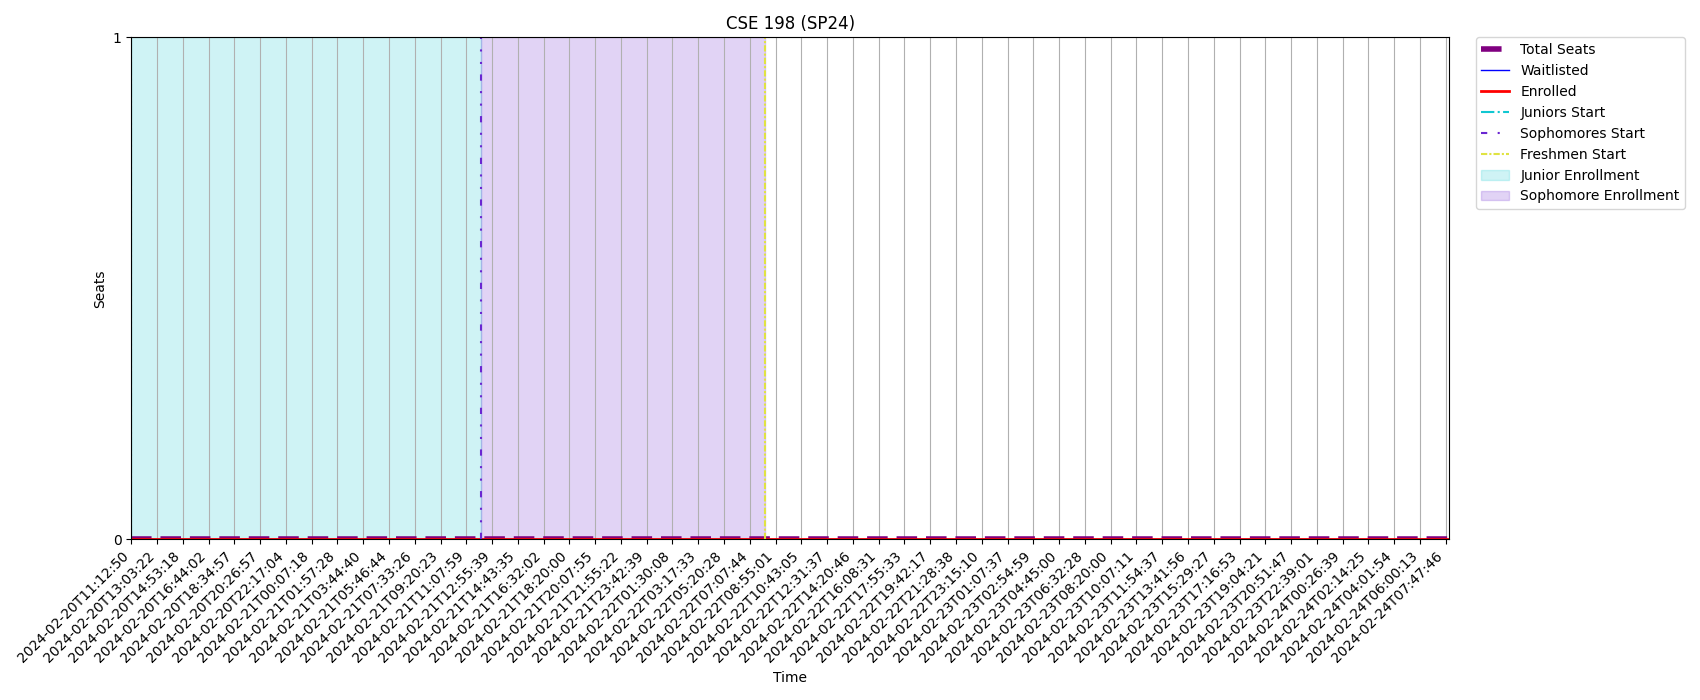 CSE 198 (SP24)
1
0
Seats
2024-02-20T11:12:50
2024-02-20T13:03:22
2024-02-20T14:53:18
2024-02-20T16:44:02
2024-02-20T18:34:57
2024-02-20T20:26:57
2024-02-20T22:17:04
2024-02-21T00:07:18
2024-02-21T01:57:28
2024-02-21T03:44:40
2024-02-21T05:46:44
2024-02-21T07:33:26
2024-02-21T09:20:23
2024-02-21T11:07:59
2024-02-21T12:55:39
2024-02-21T14:43:35
2024-02-21T16:32:02
2024-02-21T18:20:00
2024-02-21T20:07:55
2024-02-21T21:55:22
2024-02-21T23:42:39
2024-02-22T01:30:08
2024-02-22T03:17:33
2024-02-22T05:20:28
2024-02-22T07:07:44
2024-02-22T08:55:01
2024-02-22T10:43:05
2024-02-22T12:31:37
2024-02-22T14:20:46
2024-02-22T16:08:31
2024-02-22T17:55:33
2024-02-22T19:42:17
2024-02-22T21:28:38
2024-02-22T23:15:10
2024-02-23T01:07:37
2024-02-23T02:54:59
2024-02-23T04:45:00
2024-02-23T06:32:28
2024-02-23T08:20:00
2024-02-23T10:07:11
2024-02-23T11:54:37
2024-02-23T13:41:56
2024-02-23T15:29:27
2024-02-23T17:16:53
2024-02-23T19:04:21
2024-02-23T20:51:47
2024-02-23T22:39:01
2024-02-24T00:26:39
2024-02-24T02:14:25
2024-02-24T04:01:54
2024-02-24T06:00:13
2024-02-24T07:47:46
Time
Total Seats
Waitlisted
Enrolled
Juniors Start
Sophomores Start
Freshmen Start
Junior Enrollment
Sophomore Enrollment